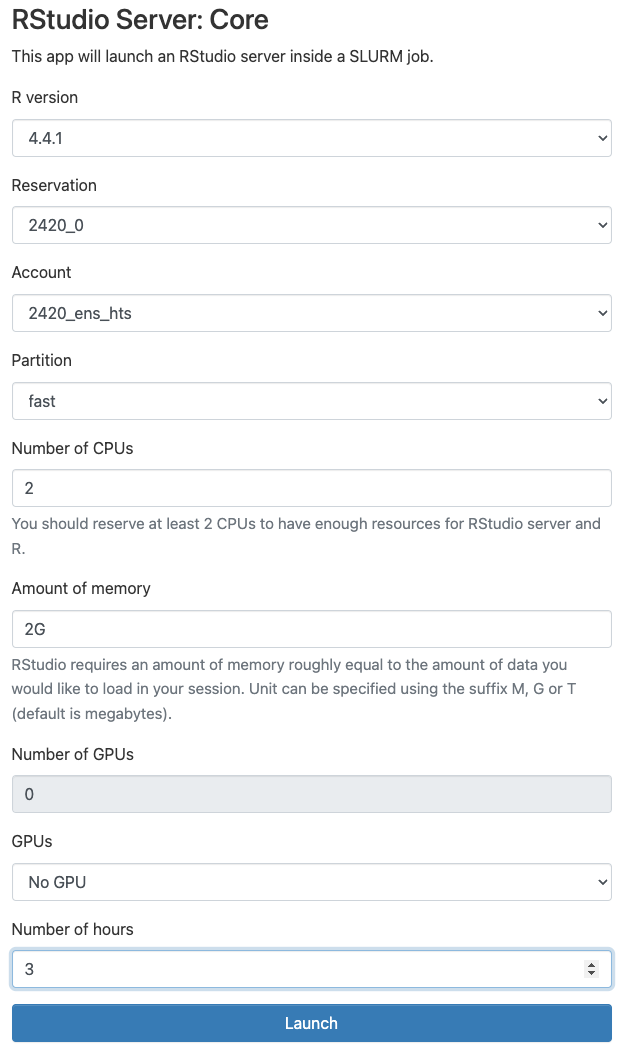 RStudio Server: Core
This app will launch an RStudio server inside a SLURM job.
R version
4.4.1
Reservation
2420_0
Account
2420_ens_hts
Partition
fast
Number of CPUs
2
You should reserve at least 2 CPUs to have enough resources for RStudio server and
R.
Amount of memory
2G
RStudio requires an amount of memory roughly equal to the amount of data you
would like to load in your session. Unit can be specified using the suffix M, G or T
(default is megabytes).
Number of GPUs
0
GPUs
No GPU
Number of hours
3
Launch